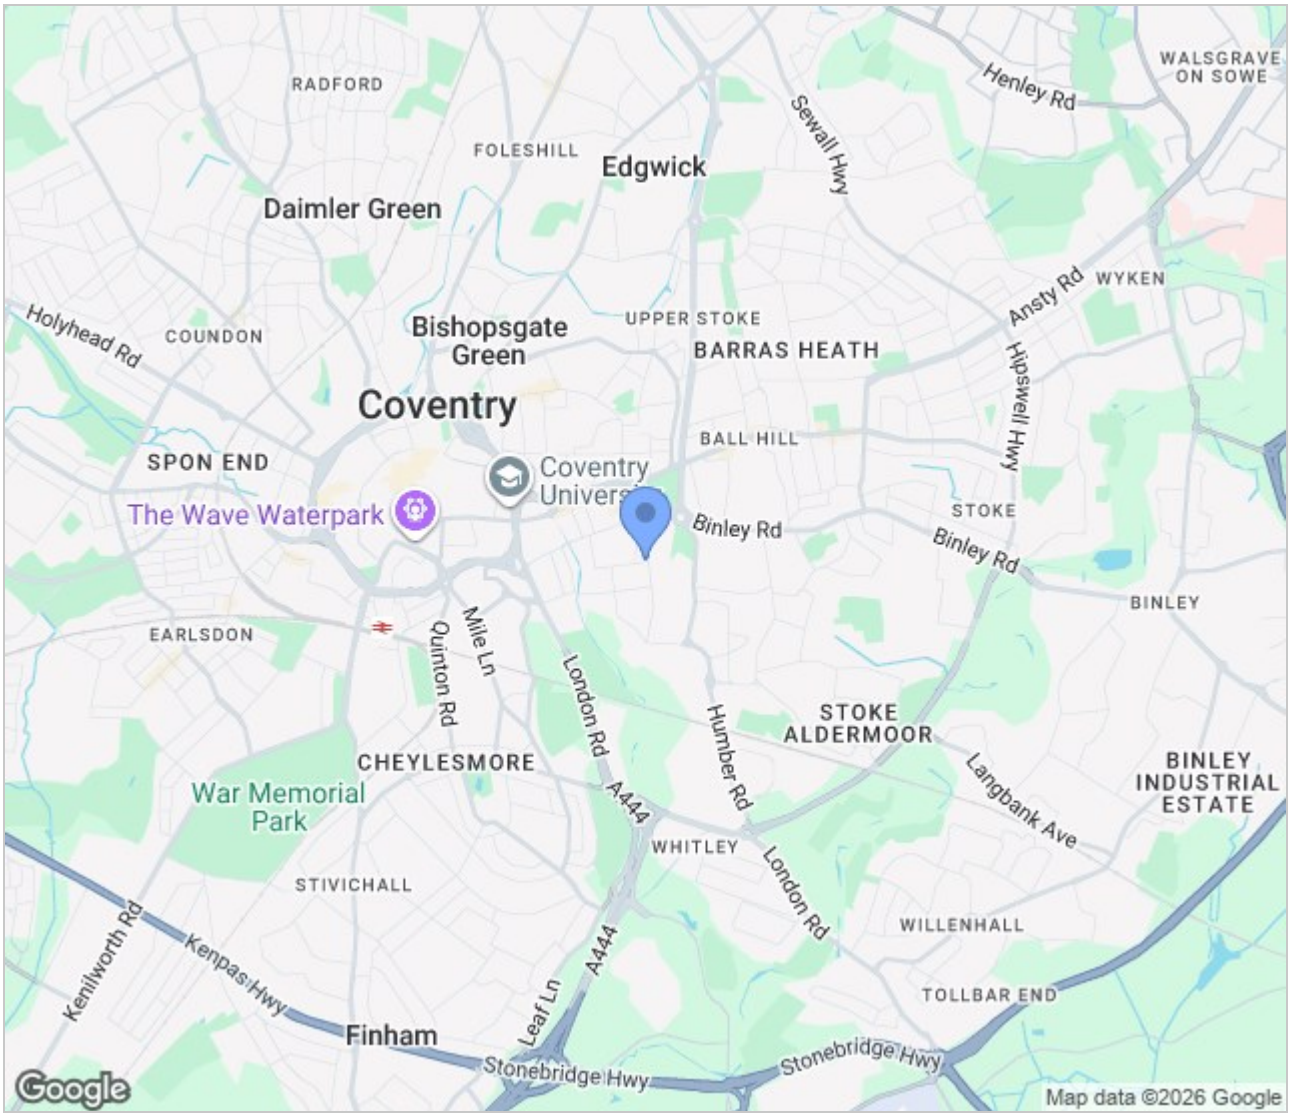 WALSGRAVE
ON SOWE
Henley Rd
RADFORD
Sewall Hwy
FOLESHILL
Edgwick
Daimler Green
WYKEN
Ansty Rd
Holyhead Rd
COUNDON
Bishopsgate
Green
UPPER STOKE
BARRAS HEATH
Hipswell Hwy
Coventry
BALL HILL
SPON END
Coventry
The Wave Waterpark
Binley Rd
STOKE
Binley Rd
BINLEY
EARLSDON
Mile Ln
Quinton Rd
London Rd
Humber Rd
STOKE
ALDERMOOR
CHEYLESMORE
Langbank Ave
BINLEY
INDUSTRIAL
ESTATE
War Memorial
Park
A444
WHITLEY
STIVICHALL
London Rd
WILLENHALL
Kenilworth Rd
Kenpas Hwy
A444
TOLLBAR END
Leaf Ln
Finham
Stonebridge Hwy
Stonebridge Hwy
Google
Map data ©2026 Google